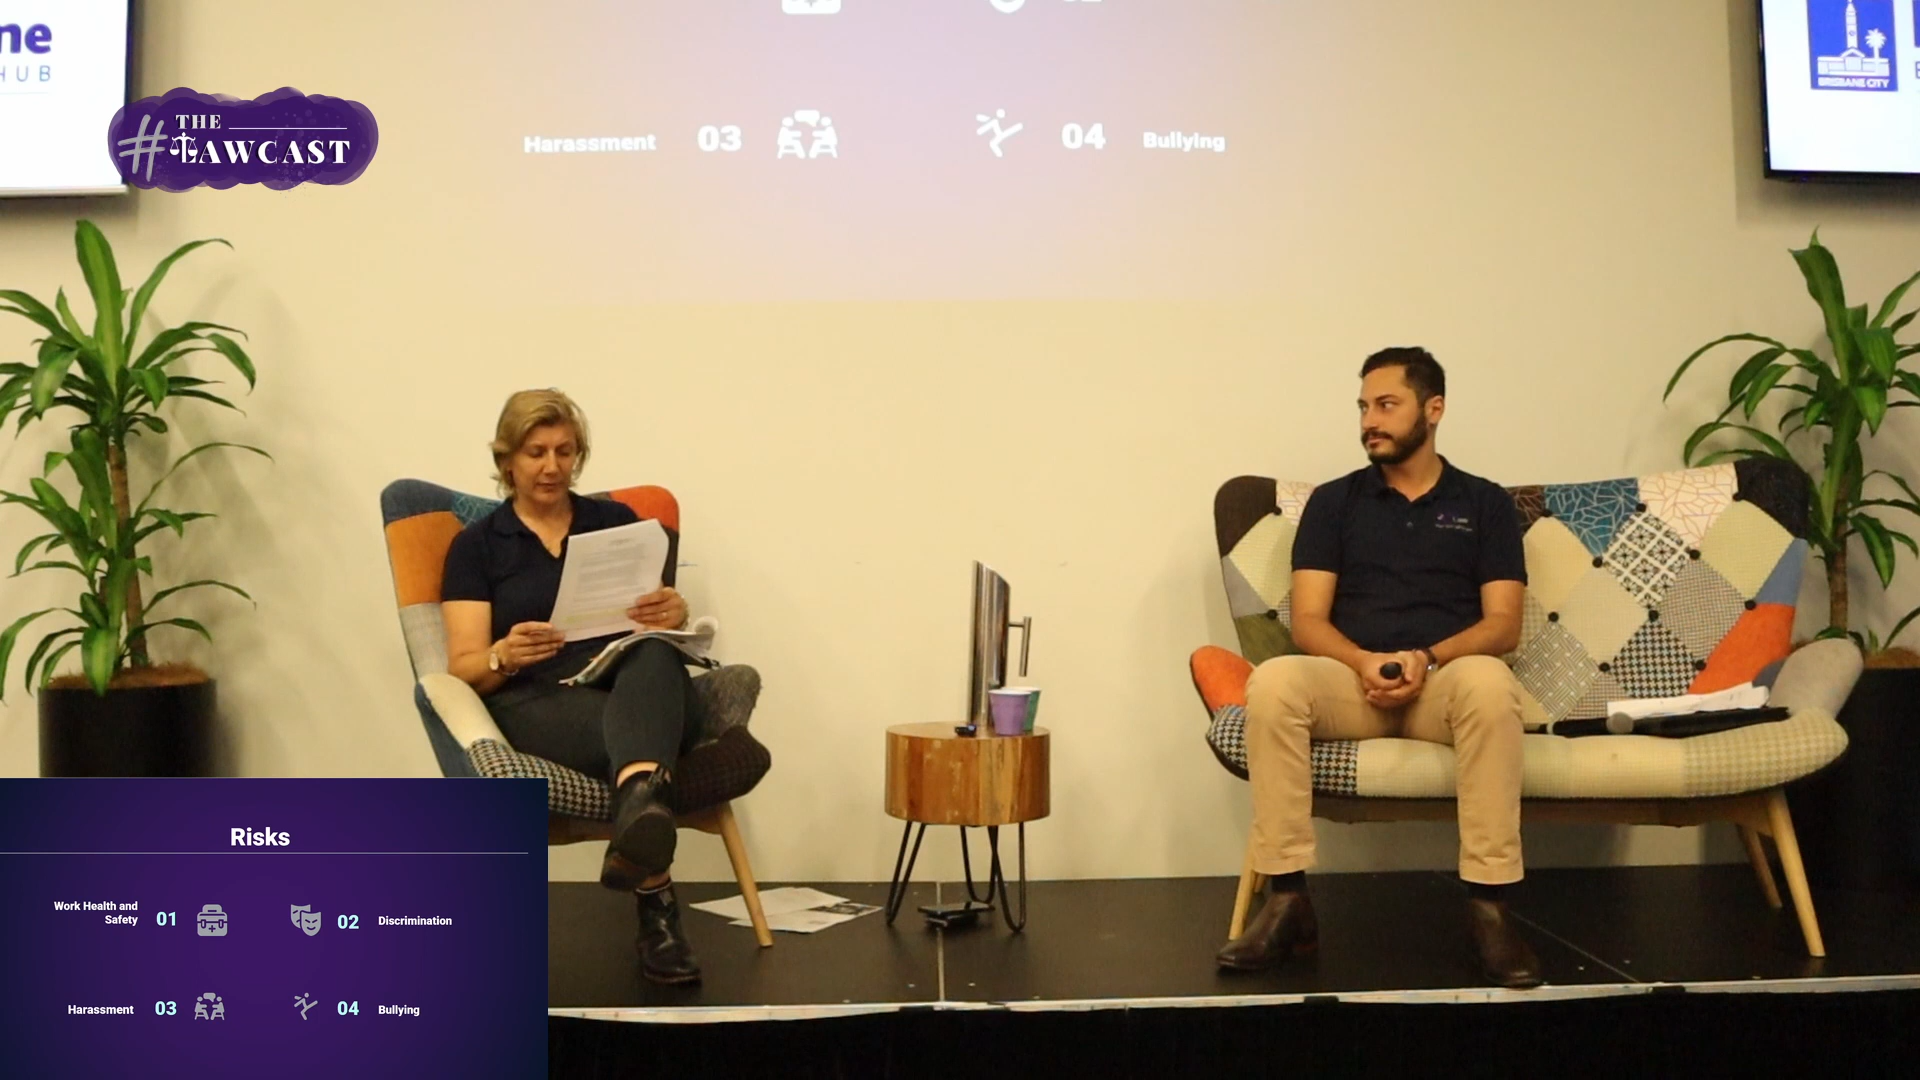 ne
HUB
#THE
LAWCAST
Harassment 03
04 Bullying
BRISBANE CITY
Risks
Work Health and
Safety 01
02 Discrimination
Harassment 03
04 Bullying